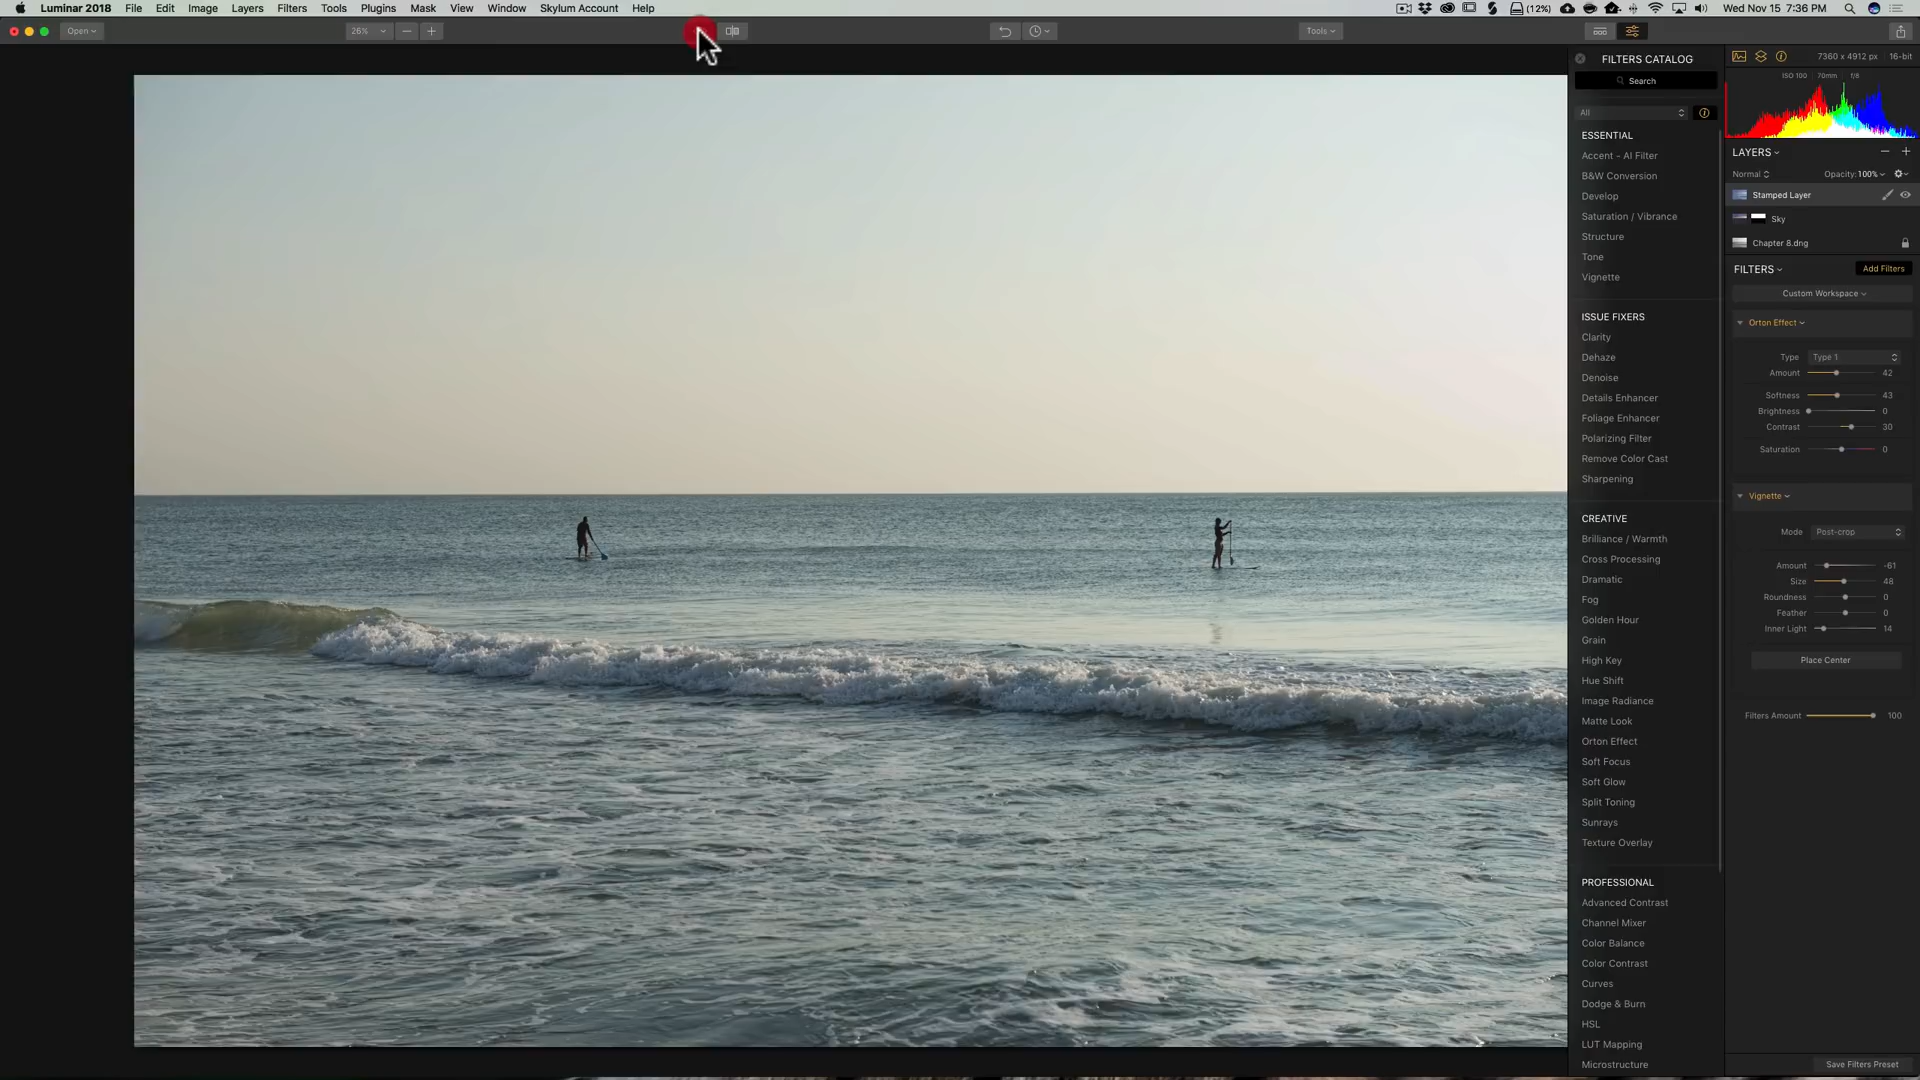 Luminar 2018 File Edit Image Layers Filters Tools Plugins Mask View Window Skylum Account Help (12%) Wed Nov 15 7:36 PM
Open 26% Tools
FILTERS CATALOG
Search
All
ESSENTIAL
Accent - AI Filter
B&W Conversion
Develop
Saturation / Vibrance
Structure
Tone
Vignette
ISSUE FIXERS
Clarity
Dehaze
Denoise
Details Enhancer
Foliage Enhancer
Polarizing Filter
Remove Color Cast
Sharpening
CREATIVE
Brilliance / Warmth
Cross Processing
Dramatic
Fog
Golden Hour
Grain
High Key
Hue Shift
Image Radiance
Matte Look
Orton Effect
Soft Focus
Soft Glow
Split Toning
Sunrays
Texture Overlay
PROFESSIONAL
Advanced Contrast
Channel Mixer
Color Balance
Color Contrast
Curves
Dodge & Burn
HSL
LUT Mapping
Microstructure
7360 x 4912 px 16-bit
ISO 100 70mm f/8
LAYERS
Normal Opacity: 100%
Stamped Layer
Sky
Chapter 8.dng
FILTERS Add Filters
Custom Workspace
Orton Effect
Type Type 1
Amount 42
Softness 43
Brightness 0
Contrast 30
Saturation 0
Vignette
Mode Post-crop
Amount -61
Size 48
Roundness 0
Feather 0
Inner Light 14
Place Center
Filters Amount 100
Save Filters Preset